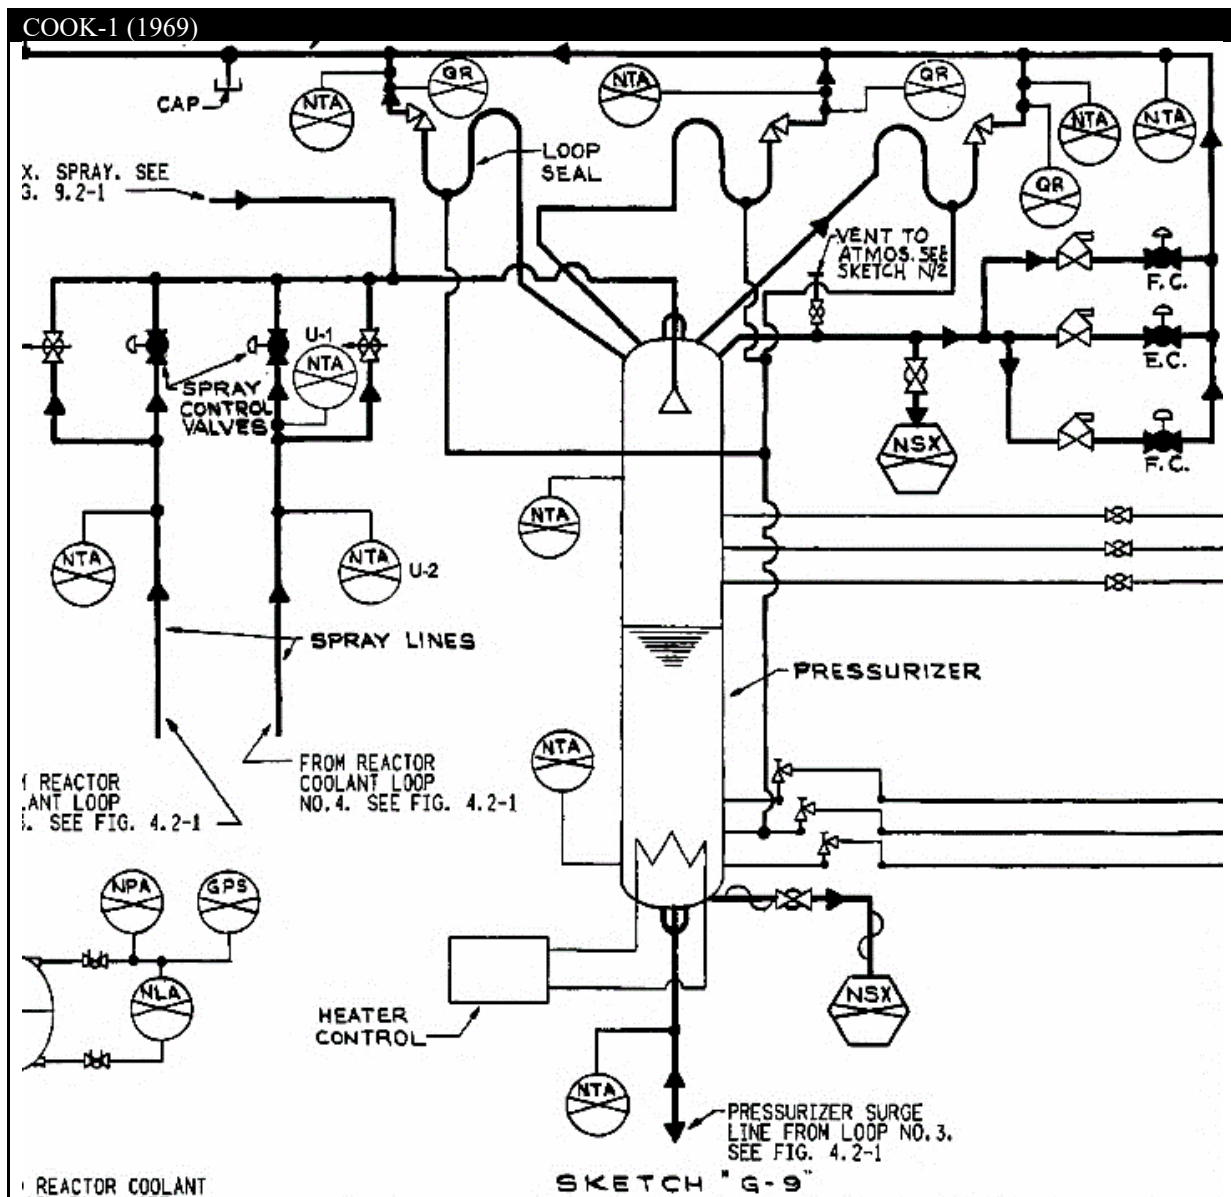 COOK-1 (1969)
CAP
NTA
QR
NTA
QR
NTA
NTA
QR
LOOP
SEAL
X. SPRAY. SEE
G. 9.2-1
VENT TO
ATMOS. SEE
SKETCH N/2
F.C.
U-1
NTA
E.C.
SPRAY
CONTROL
VALVES
NSX
F.C.
NTA
NTA
NTA
U-2
SPRAY LINES
PRESSURIZER
NTA
FROM REACTOR
COOLANT LOOP
NO.4. SEE FIG. 4.2-1
REACTOR
LANT LOOP
SEE FIG. 4.2-1
NPA
GPS
NLA
NSX
HEATER
CONTROL
NTA
PRESSURIZER SURGE
LINE FROM LOOP NO.3.
SEE FIG. 4.2-1
REACTOR COOLANT
SKETCH "G-9"